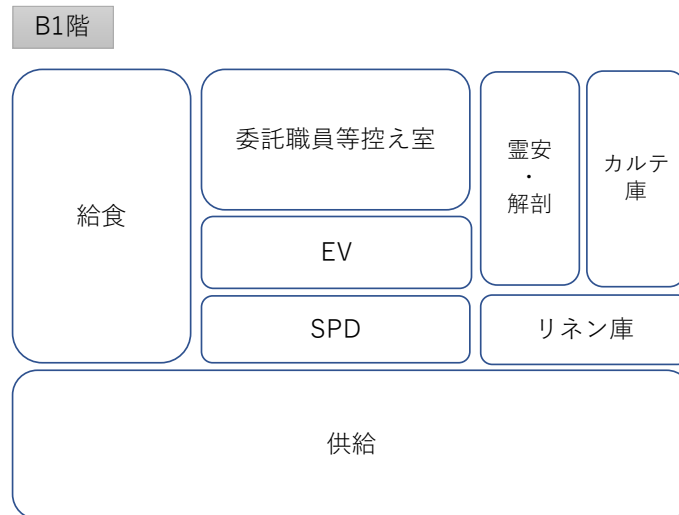 B1階
給食
委託職員等控え室
EV
SPD
霊安
・
解剖
カルテ
庫
リネン庫
供給